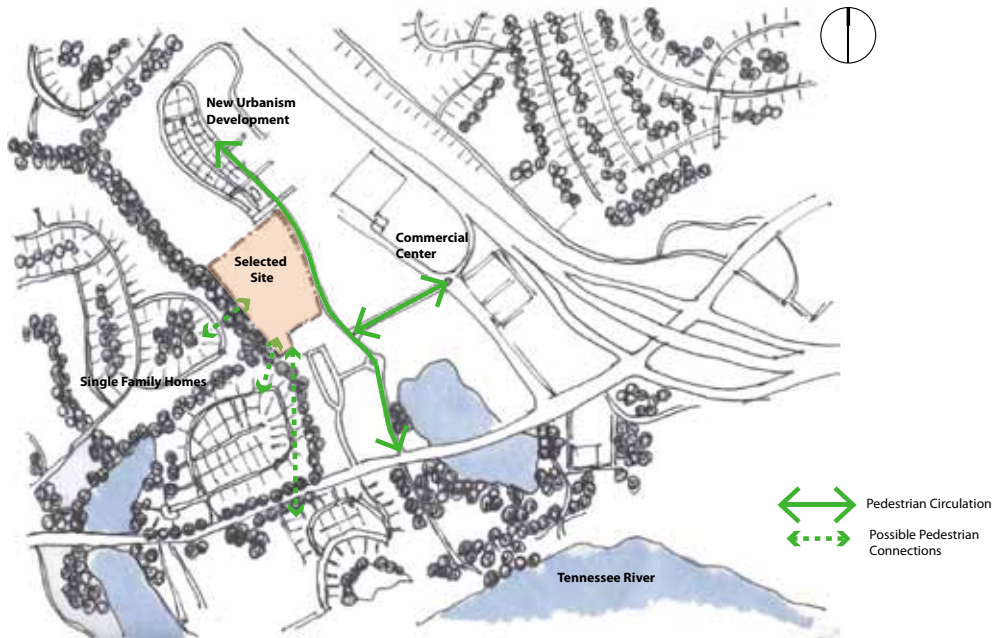 New Urbanism
Development
Commercial
Center
Selected
Site
Single Family Homes
Pedestrian Circulation
Possible Pedestrian
Connections
Tennessee River